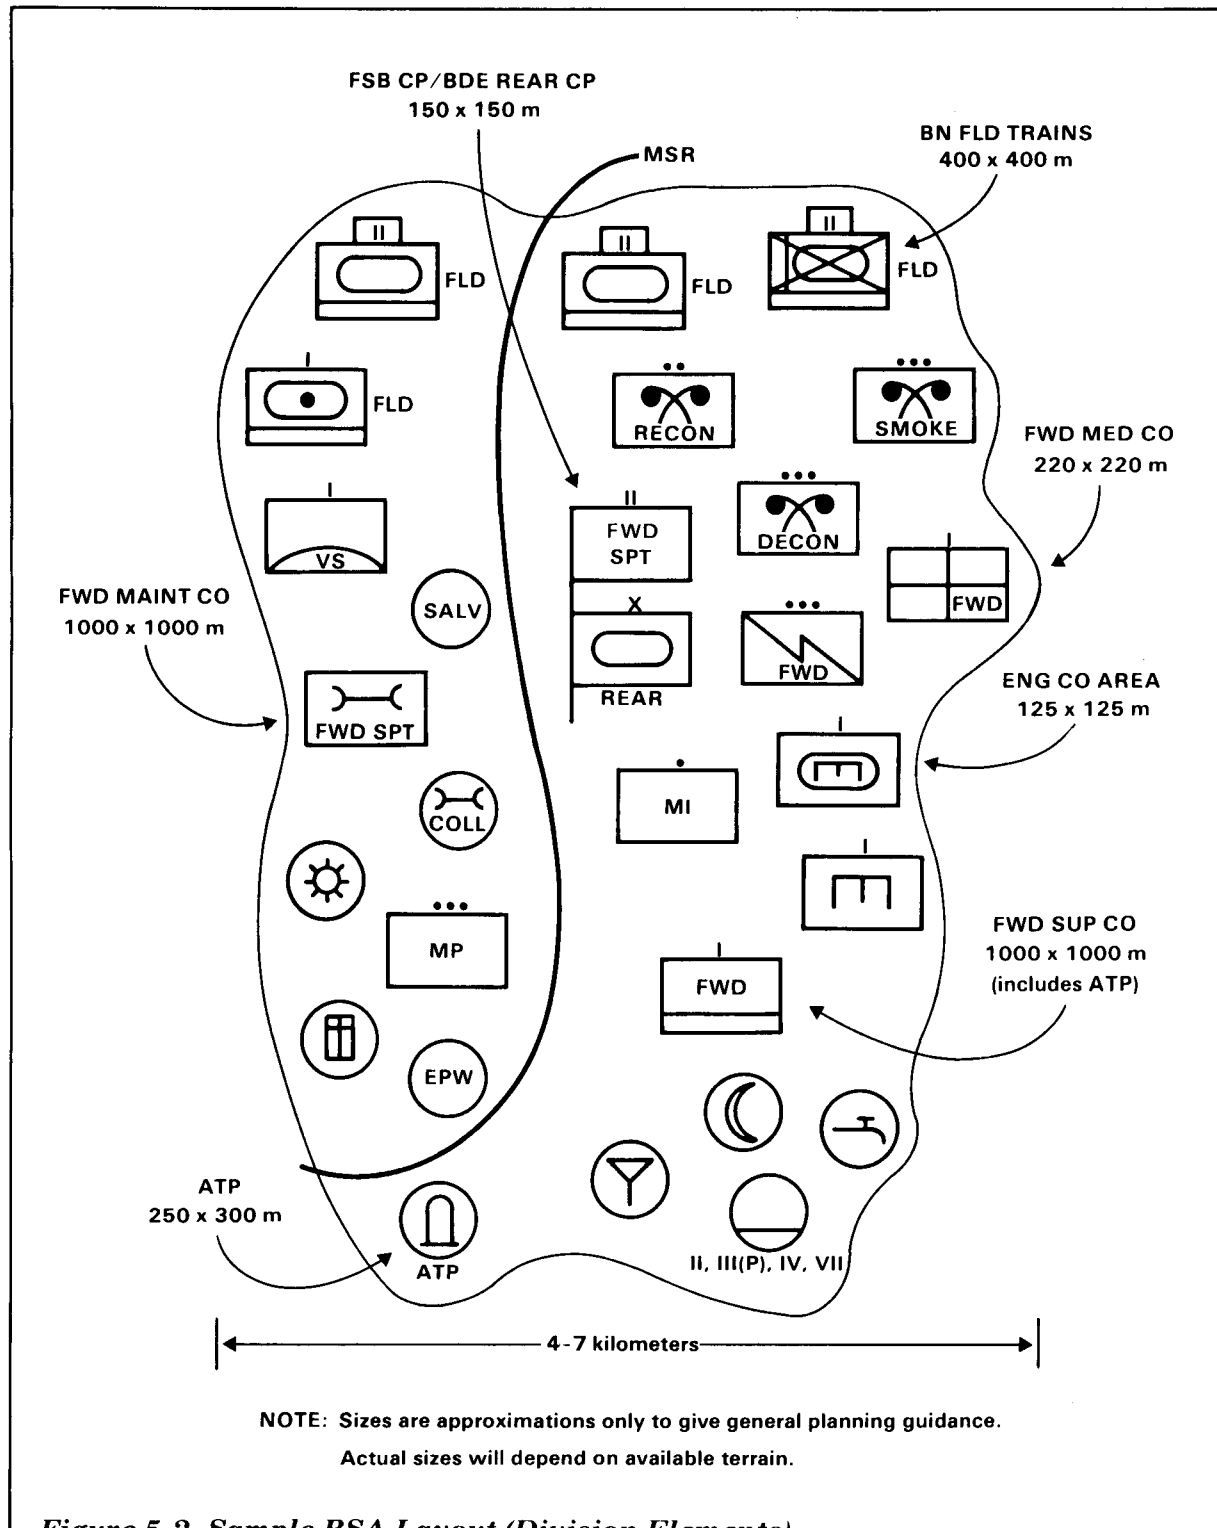 FSB CP/BDE REAR CP
150 x 150 m
MSR
BN FLD TRAINS
400 x 400 m
II
FLD
II
FLD
II
FLD
I
FLD
RECON
SMOKE
FWD MED CO
220 x 220 m
I
VS
II
FWD
SPT
DECON
I
FWD
FWD MAINT CO
1000 x 1000 m
SALV
X
REAR
FWD
ENG CO AREA
125 x 125 m
FWD SPT
I
MI
COLL
I
MP
FWD SUP CO
1000 x 1000 m
(includes ATP)
I
FWD
EPW
ATP
250 x 300 m
ATP
Ii, III(P), IV, VII
4-7 kilometers
NOTE: Sizes are approximations only to give general planning guidance.
Actual sizes will depend on available terrain.
Figure 5-2. Sample BSA Layout (Division Elements)